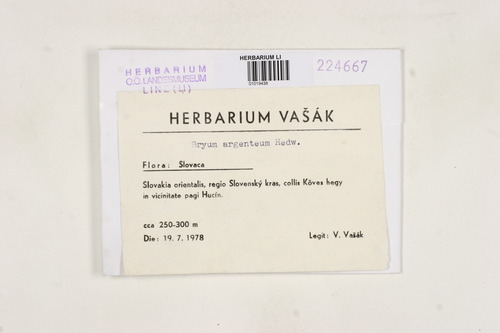 HERBARIUM LI
01019438
HERBARIUM
O.Ö. LANDESMUSEUM
LINZ (U)
224667
HERBARIUM VAŠÁK
Bryum argenteum Hedw.
Flora: Slovaca
Slovakia orientalis, regio Slovenský kras, collis Köves hegy
in vicinitate pagi Hucín.
cca 250-300 m
Die: 19. 7. 1978
Legit: V. Vašák